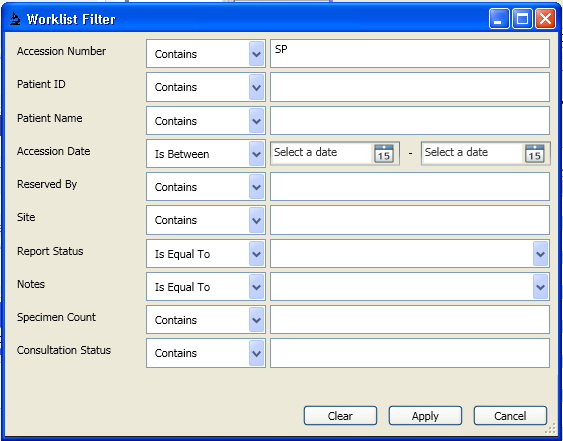 Worklist Filter
Accession Number Contains SP
Patient ID Contains
Patient Name Contains
Accession Date Is Between Select a date 15 - Select a date 15
Reserved By Contains
Site Contains
Report Status Is Equal To
Notes Is Equal To
Specimen Count Contains
Consultation Status Contains
Clear Apply Cancel